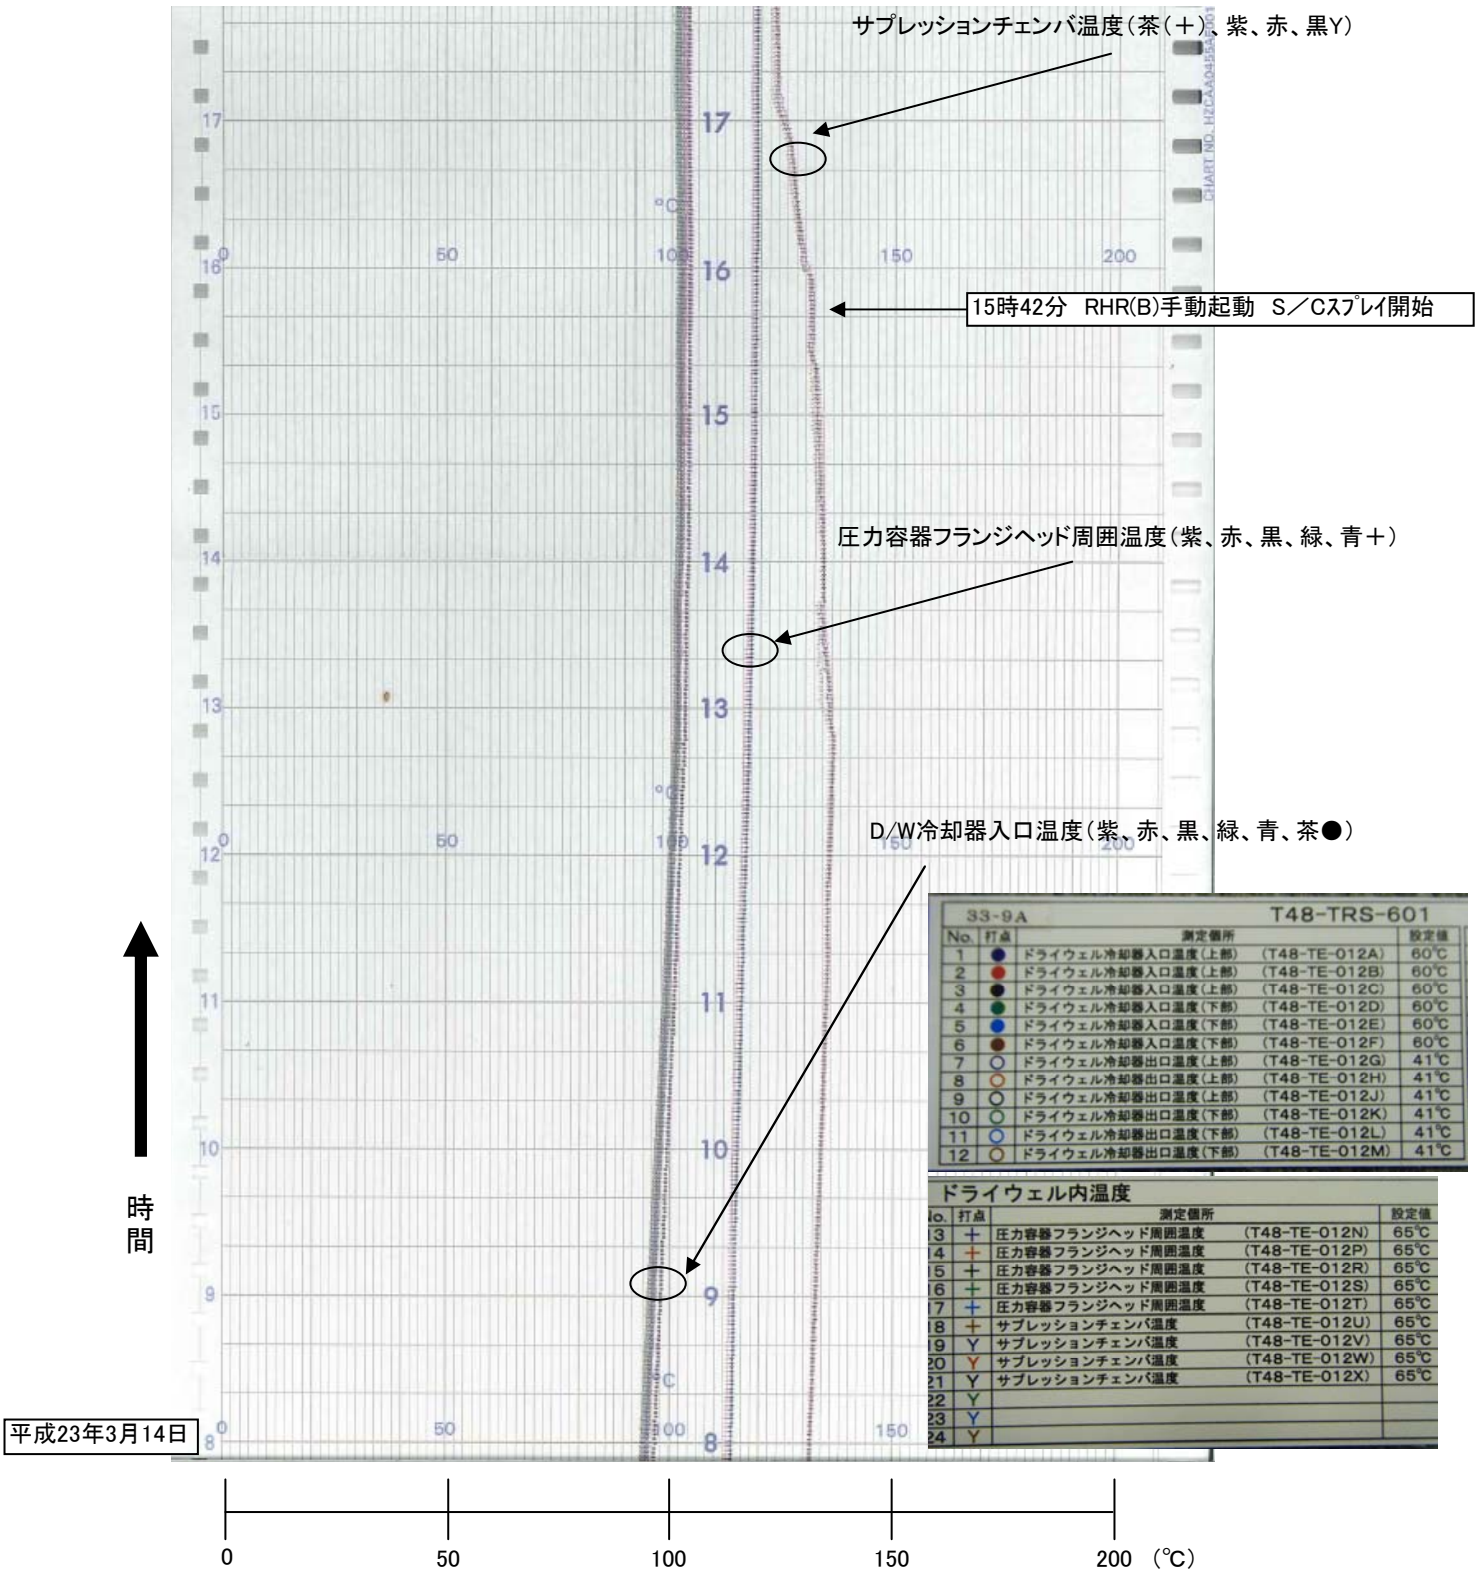 サプレッションチェンバ温度（茶（＋）、紫、赤、黒Y）
CHART NO. HZCAA0455AF001
17 17
℃
0 50 100 150 200
16 16
15時42分 RHR(B)手動起動 S／Cスプレイ開始
15 15
圧力容器フランジヘッド周囲温度（紫、赤、黒、緑、青＋）
14 14
13 13
℃
D/W冷却器入口温度（紫、赤、黒、緑、青、茶●）
0 50 100 150 200
12 12
11 11
10 10
9 9
℃
0 50 100 150
8 8
時間
平成23年3月14日
33-9A T48-TRS-601
No. 打点 測定個所 設定値
1 ● ドライウェル冷却器入口温度(上部) (T48-TE-012A) 60℃
2 ● ドライウェル冷却器入口温度(上部) (T48-TE-012B) 60℃
3 ● ドライウェル冷却器入口温度(上部) (T48-TE-012C) 60℃
4 ● ドライウェル冷却器入口温度(下部) (T48-TE-012D) 60℃
5 ● ドライウェル冷却器入口温度(下部) (T48-TE-012E) 60℃
6 ● ドライウェル冷却器入口温度(下部) (T48-TE-012F) 60℃
7 ○ ドライウェル冷却器出口温度(上部) (T48-TE-012G) 41℃
8 ○ ドライウェル冷却器出口温度(上部) (T48-TE-012H) 41℃
9 ○ ドライウェル冷却器出口温度(上部) (T48-TE-012J) 41℃
10 ○ ドライウェル冷却器出口温度(下部) (T48-TE-012K) 41℃
11 ○ ドライウェル冷却器出口温度(下部) (T48-TE-012L) 41℃
12 ○ ドライウェル冷却器出口温度(下部) (T48-TE-012M) 41℃
ドライウェル内温度
No. 打点 測定個所 設定値
13 ＋ 圧力容器フランジヘッド周囲温度 (T48-TE-012N) 65℃
14 ＋ 圧力容器フランジヘッド周囲温度 (T48-TE-012P) 65℃
15 ＋ 圧力容器フランジヘッド周囲温度 (T48-TE-012R) 65℃
16 ＋ 圧力容器フランジヘッド周囲温度 (T48-TE-012S) 65℃
17 ＋ 圧力容器フランジヘッド周囲温度 (T48-TE-012T) 65℃
18 ＋ サプレッションチェンバ温度 (T48-TE-012U) 65℃
19 Y サプレッションチェンバ温度 (T48-TE-012V) 65℃
20 Y サプレッションチェンバ温度 (T48-TE-012W) 65℃
21 Y サプレッションチェンバ温度 (T48-TE-012X) 65℃
22 Y
23 Y
24 Y
0 50 100 150 200 （℃）